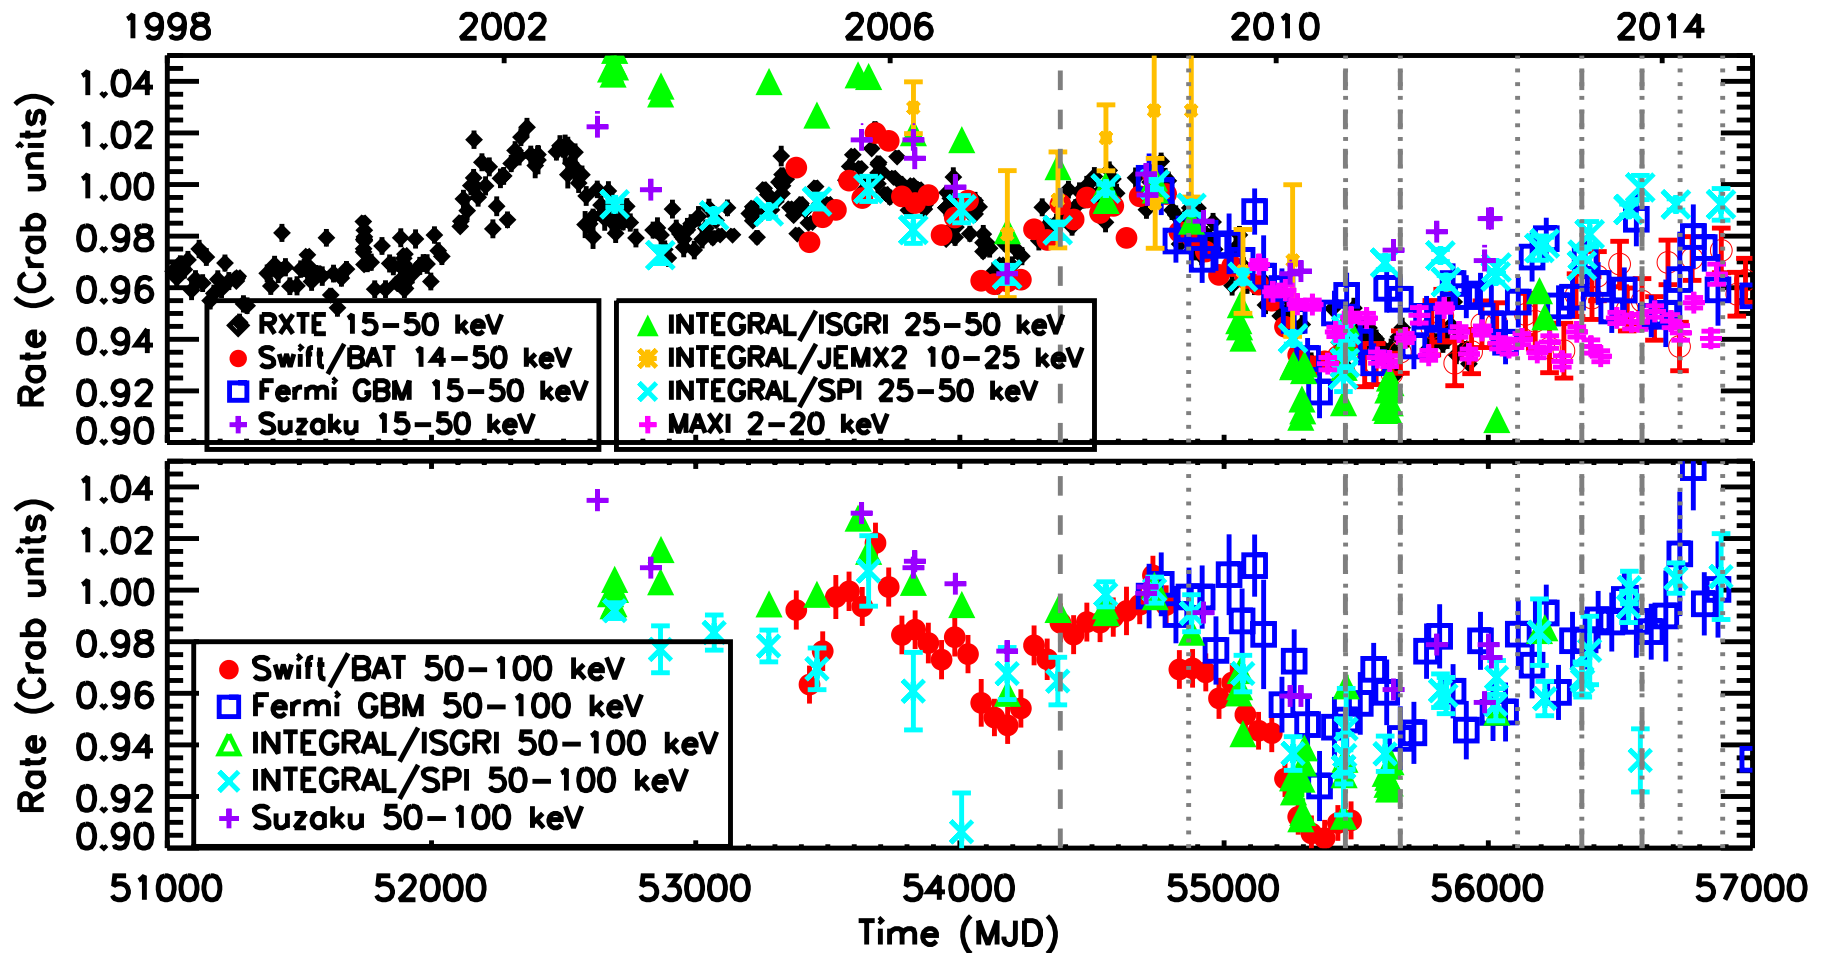 1998 2002 2006 2010 2014
1.04
1.02
1.00
0.98
0.96
0.94
0.92
0.90
Rate (Crab units)
RXTE 15-50 keV
Swift/BAT 14-50 keV
Fermi GBM 15-50 keV
Suzaku 15-50 keV
INTEGRAL/ISGRI 25-50 keV
INTEGRAL/JEMX2 10-25 keV
INTEGRAL/SPI 25-50 keV
MAXI 2-20 keV
1.04
1.02
1.00
0.98
0.96
0.94
0.92
0.90
Rate (Crab units)
Swift/BAT 50-100 keV
Fermi GBM 50-100 keV
INTEGRAL/ISGRI 50-100 keV
INTEGRAL/SPI 50-100 keV
Suzaku 50-100 keV
51000 52000 53000 54000 55000 56000 57000
Time (MJD)